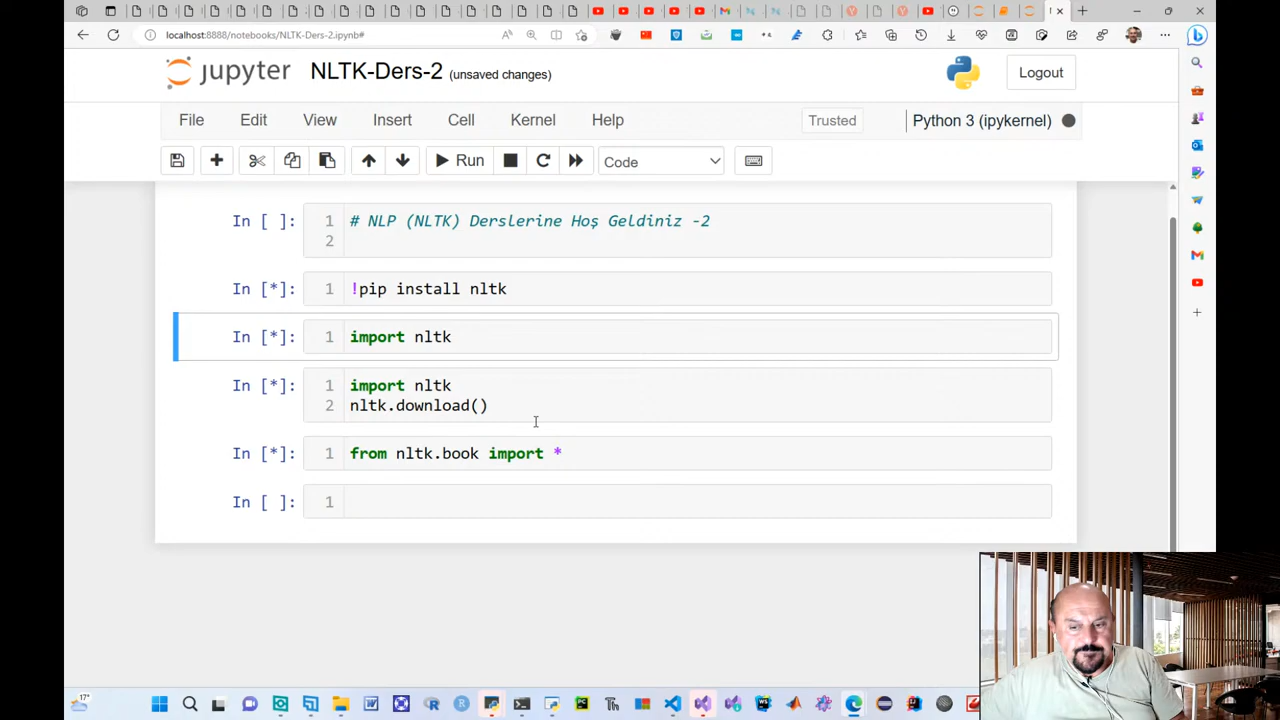 localhost:8888/notebooks/NLTK-Ders-2.ipynb#
jupyter NLTK-Ders-2 (unsaved changes) Logout
File Edit View Insert Cell Kernel Help Trusted Python 3 (ipykernel)
Run Code
In [ ]: 1 # NLP (NLTK) Derslerine Hoş Geldiniz -2
2
In [*]: 1 !pip install nltk
In [*]: 1 import nltk
In [*]: 1 import nltk
2 nltk.download()
In [*]: 1 from nltk.book import *
In [ ]: 1
17°